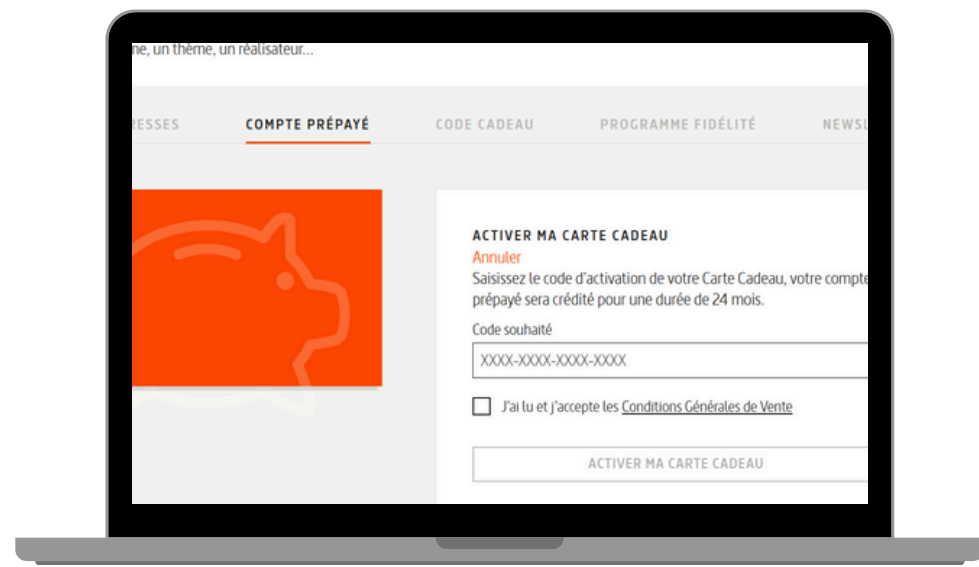 ne, un thème, un réalisateur...
RESSES COMPTE PRÉPAYÉ CODE CADEAU PROGRAMME FIDÉLITÉ NEWSL
ACTIVER MA CARTE CADEAU
Annuler
Saisissez le code d'activation de votre Carte Cadeau, votre compte
prépayé sera crédité pour une durée de 24 mois.
Code souhaité
XXXX-XXXX-XXXX-XXXX
J'ai lu et j'accepte les Conditions Générales de Vente
ACTIVER MA CARTE CADEAU